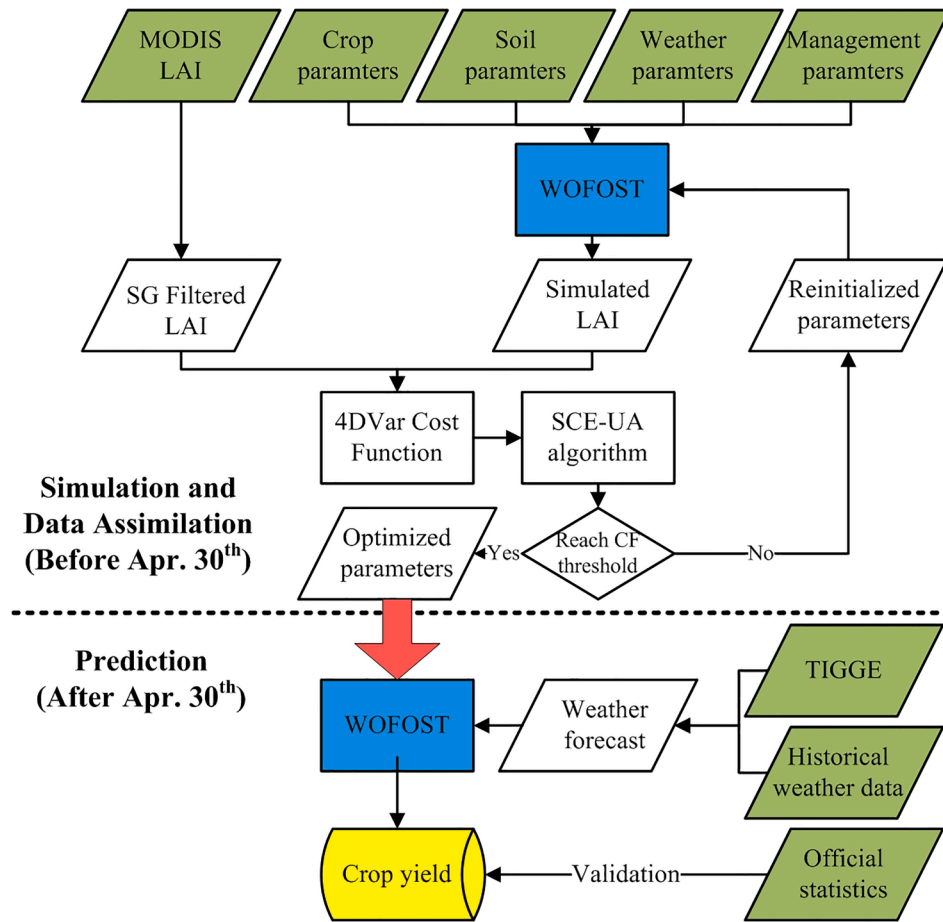 MODIS
LAI
Crop
paramters
Soil
paramters
Weather
paramters
Management
paramters
WOFOST
SG Filtered
LAI
Simulated
LAI
Reinitialized
parameters
4DVar Cost
Function
SCE-UA
algorithm
Simulation and
Data Assimilation
(Before Apr. 30th)
Optimized
parameters
Yes
Reach CF
threshold
No
Prediction
(After Apr. 30th)
WOFOST
Weather
forecast
TIGGE
Historical
weather data
Crop yield
Validation
Official
statistics